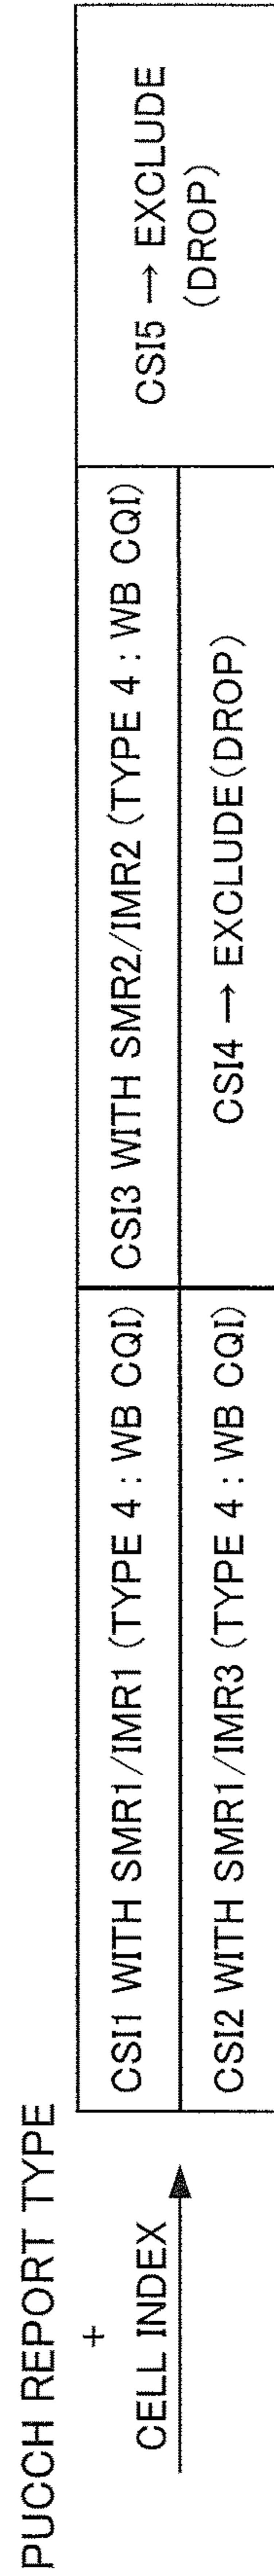 PUCCH REPORT TYPE
+
CELL INDEX
CSI1 WITH SMR1/IMR1 (TYPE 4 : WB CQI)
CSI3 WITH SMR2/IMR2 (TYPE 4 : WB CQI)
CSI2 WITH SMR1/IMR3 (TYPE 4 : WB CQI)
CSI4 → EXCLUDE(DROP)
CSI5 → EXCLUDE
(DROP)